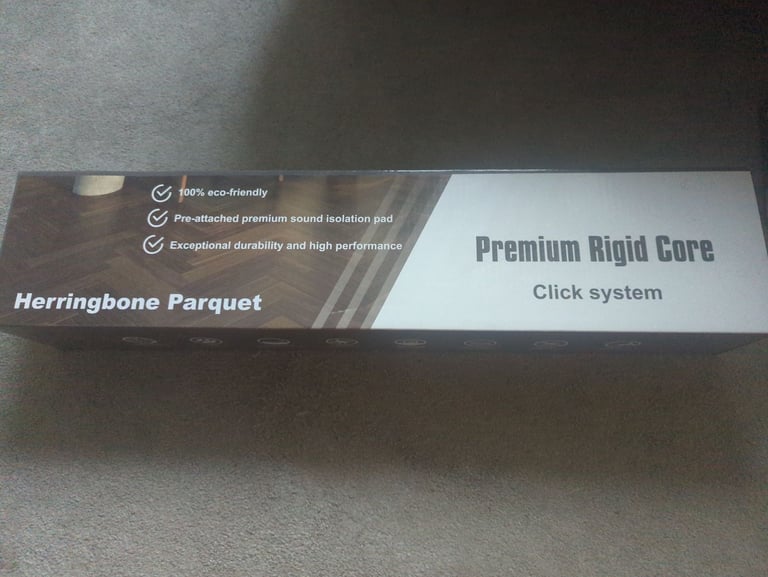 100% eco-friendly
Pre-attached premium sound isolation pad
Exceptional durability and high performance
Herringbone Parquet
Premium Rigid Core
Click system